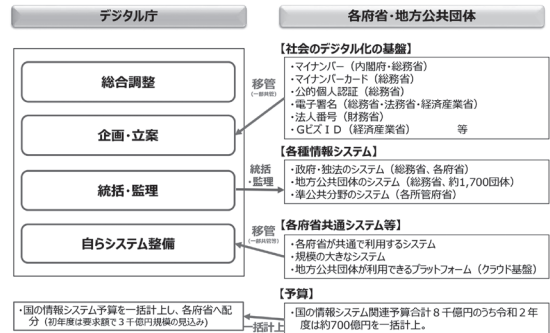 デジタル庁
総合調整
企画・立案
統括・監理
自らシステム整備
・国の情報システム予算を一括計上し、各府省へ配
分（初年度は要求額で３千億円規模の見込み）
移管
（一部共管）
統括
・監理
移管
（一部共管等）
一括計上
各府省・地方公共団体
【社会のデジタル化の基盤】
・マイナンバー（内閣府・総務省）
・マイナンバーカード（総務省）
・公的個人認証（総務省）
・電子署名（総務省・法務省・経済産業省）
・法人番号（財務省）
・ＧビズＩＤ（経済産業省）　等
【各種情報システム】
・政府・独法のシステム（総務省、各府省）
・地方公共団体のシステム（総務省、約1,700団体）
・準公共分野のシステム（各所管府省）
【各府省共通システム等】
・各府省が共通で利用するシステム
・規模の大きなシステム
・地方公共団体が利用できるプラットフォーム（クラウド基盤）
【予算】
・国の情報システム関連予算合計８千億円のうち令和２年
度は約700億円を一括計上。